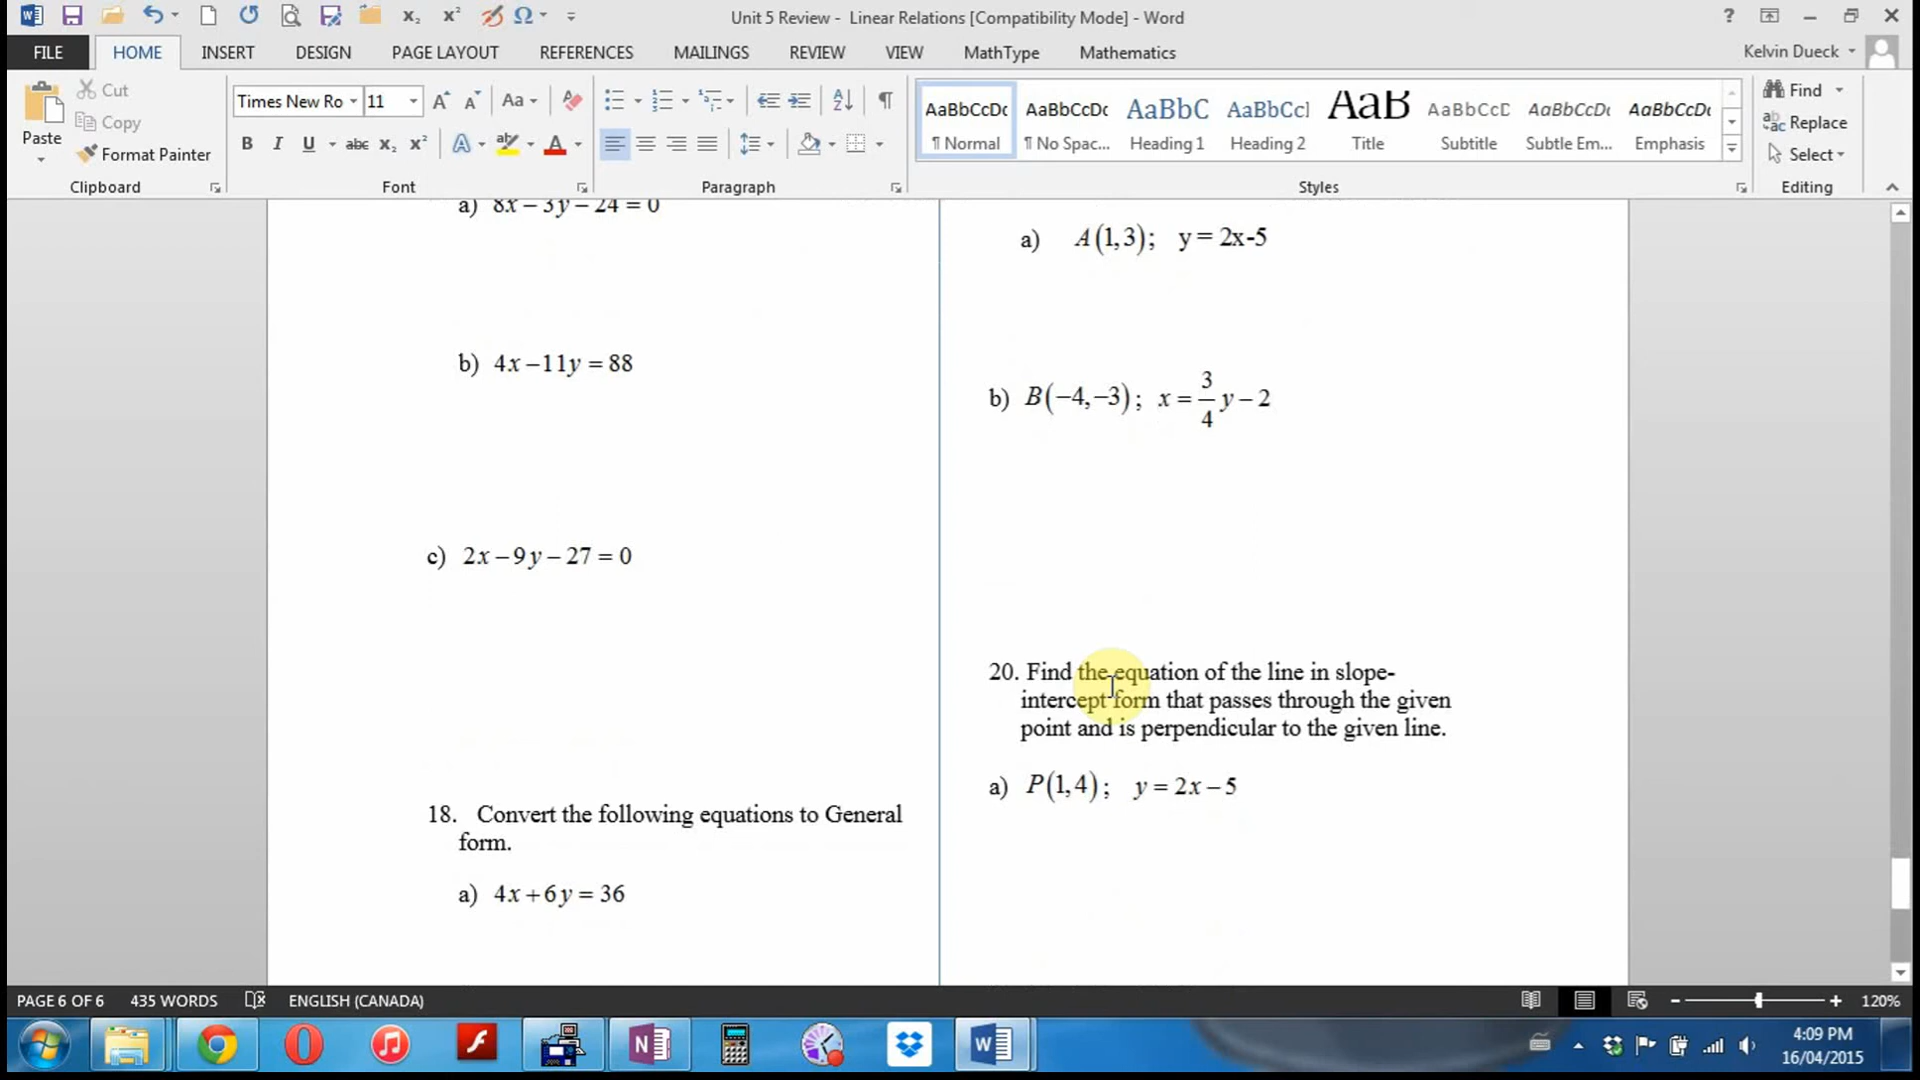 Unit 5 Review - Linear Relations [Compatibility Mode] - Word
FILE HOME INSERT DESIGN PAGE LAYOUT REFERENCES MAILINGS REVIEW VIEW MathType Mathematics
Kelvin Dueck
Paste
Cut
Copy
Format Painter
Clipboard
Times New Ro 11
Font
Paragraph
AaBbCcDc AaBbCcDc AaBbC AaBbCcl AaB AaBbCcD AaBbCcDc AaBbCcDc
¶ Normal ¶ No Spac... Heading 1 Heading 2 Title Subtitle Subtle Em... Emphasis
Styles
Find
Replace
Select
Editing
a) 8x − 3y − 24 = 0
b) 4x − 11y = 88
c) 2x − 9y − 27 = 0
18. Convert the following equations to General
form.
a) 4x + 6y = 36
a) A(1,3); y = 2x-5
b) B(−4,−3); x = 3/4 y − 2
20. Find the equation of the line in slope-
intercept form that passes through the given
point and is perpendicular to the given line.
a) P(1,4); y = 2x − 5
PAGE 6 OF 6 435 WORDS ENGLISH (CANADA) 120%
4:09 PM
16/04/2015